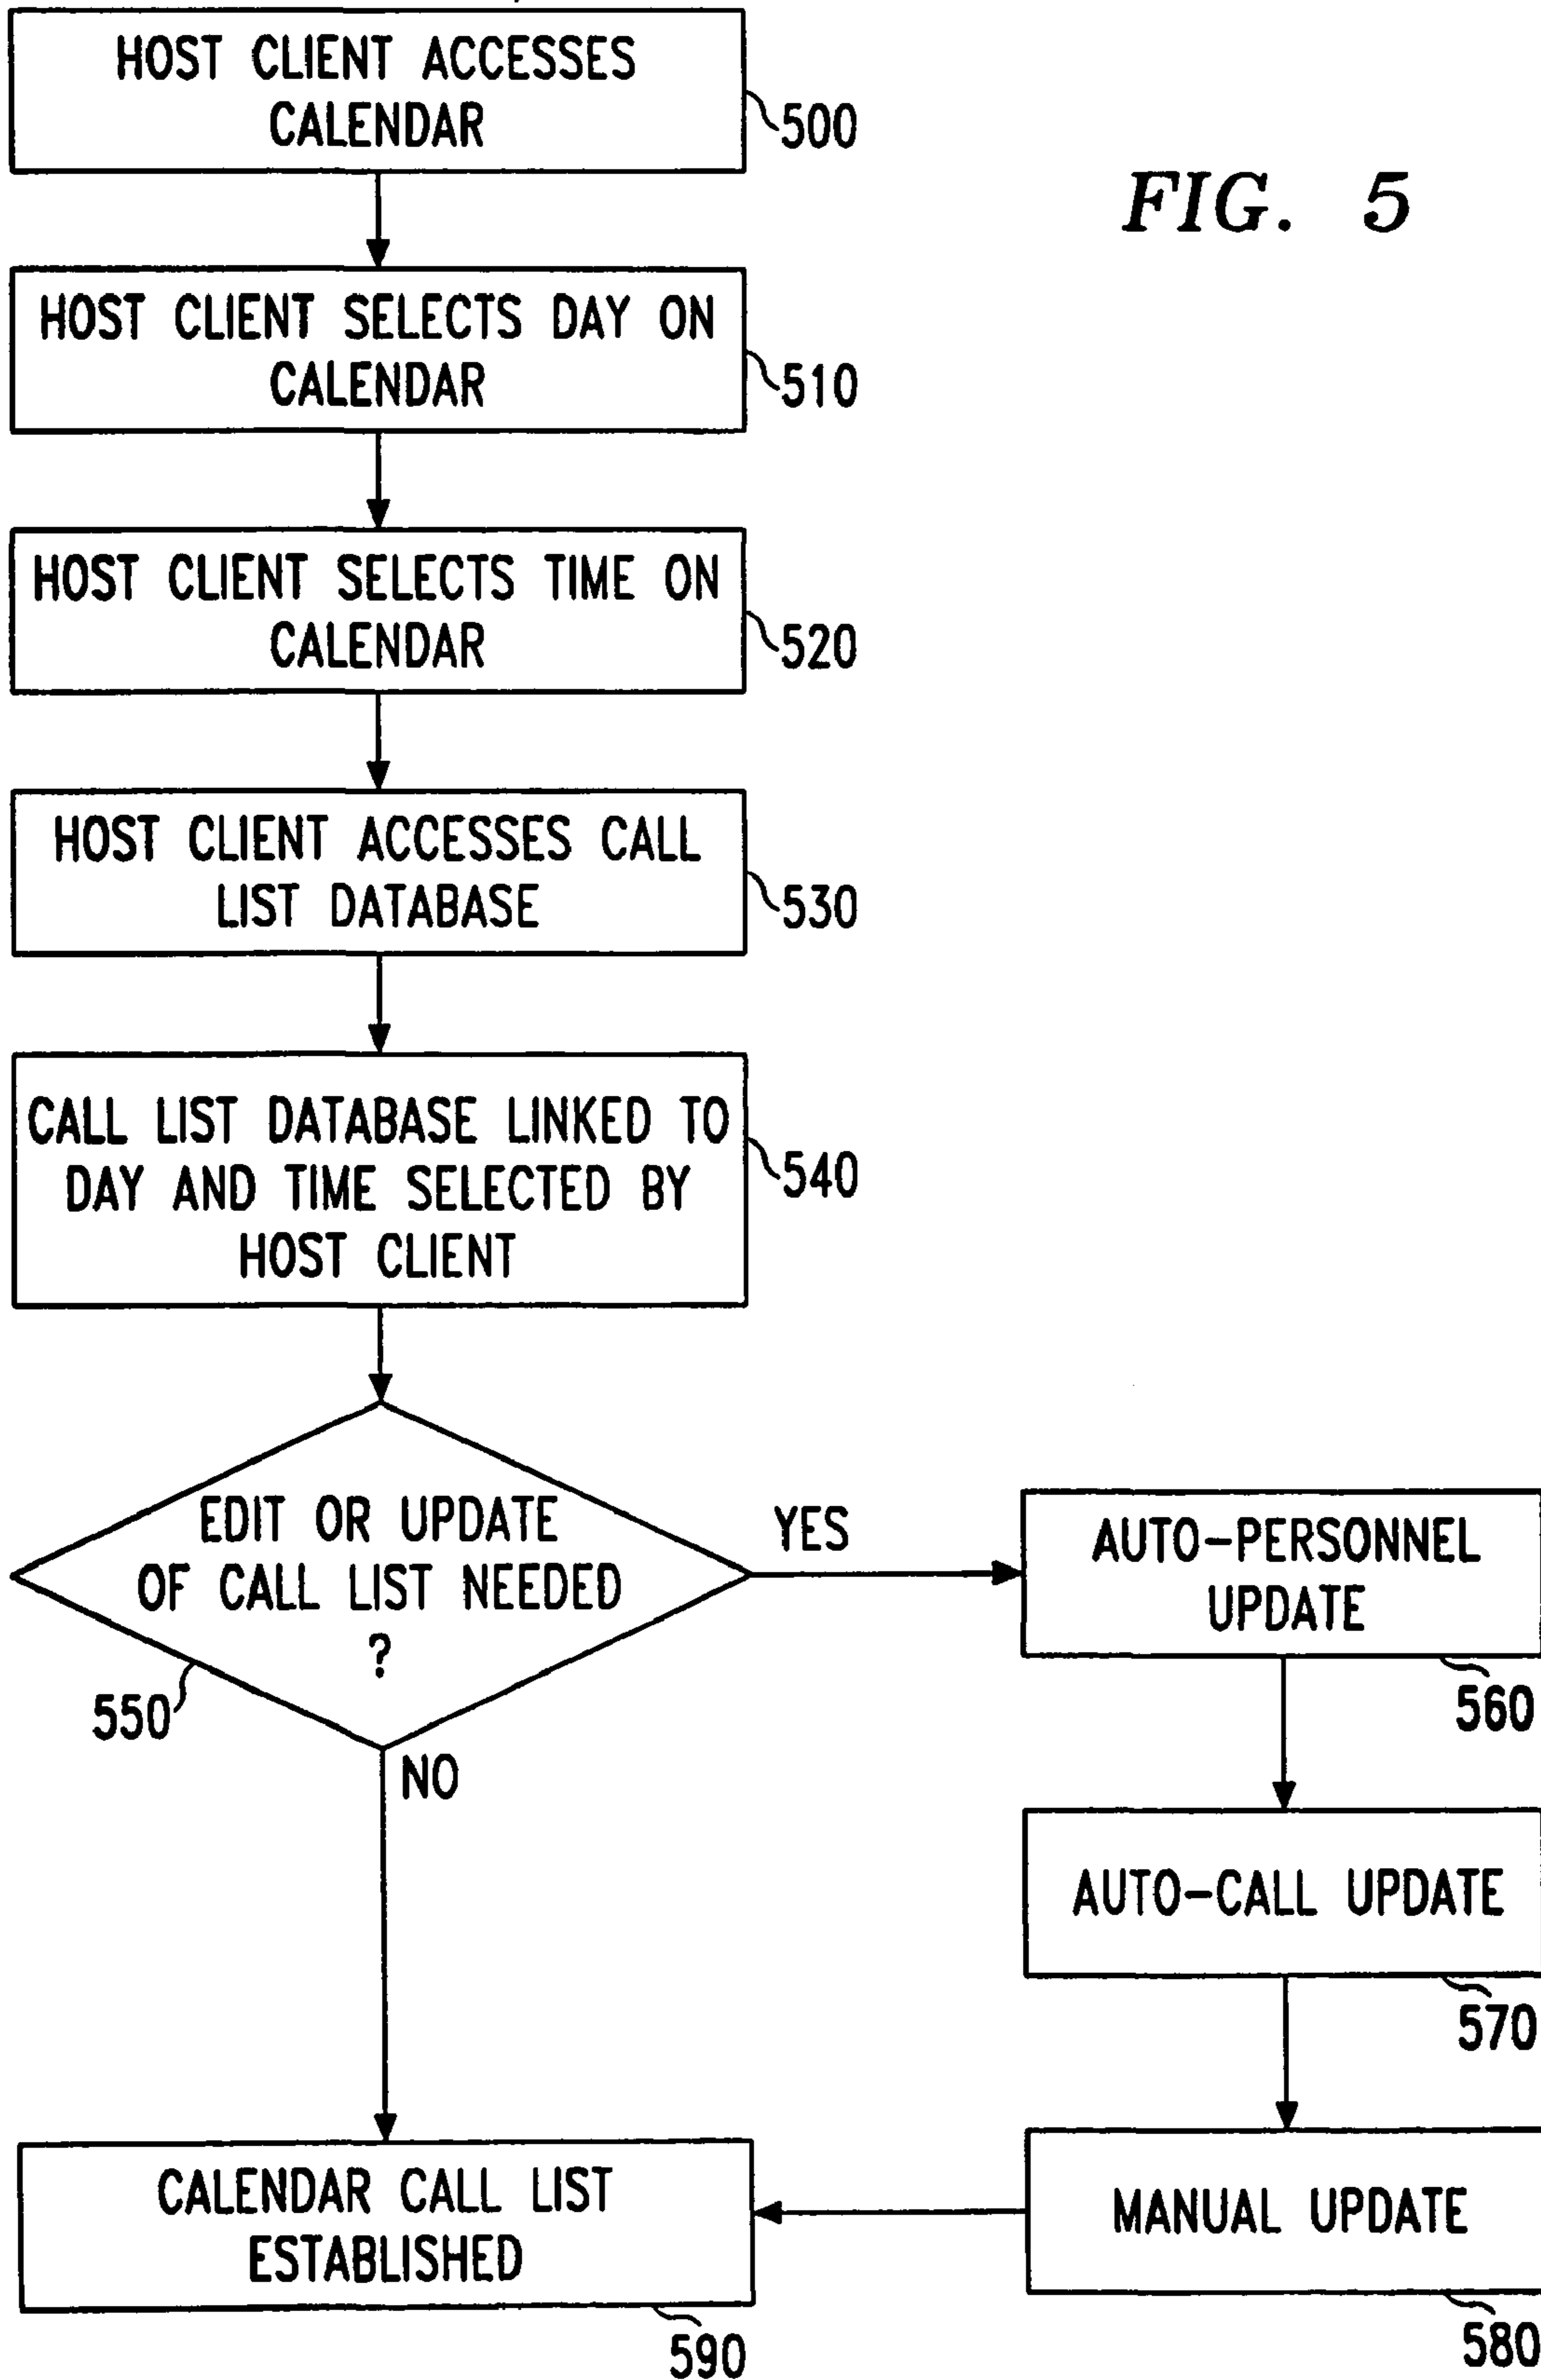 HOST CLIENT ACCESSES
CALENDAR
500
FIG. 5
HOST CLIENT SELECTS DAY ON
CALENDAR
510
HOST CLIENT SELECTS TIME ON
CALENDAR
520
HOST CLIENT ACCESSES CALL
LIST DATABASE
530
CALL LIST DATABASE LINKED TO
DAY AND TIME SELECTED BY
HOST CLIENT
540
EDIT OR UPDATE
OF CALL LIST NEEDED
?
550
YES
NO
AUTO-PERSONNEL
UPDATE
560
AUTO-CALL UPDATE
570
MANUAL UPDATE
580
CALENDAR CALL LIST
ESTABLISHED
590